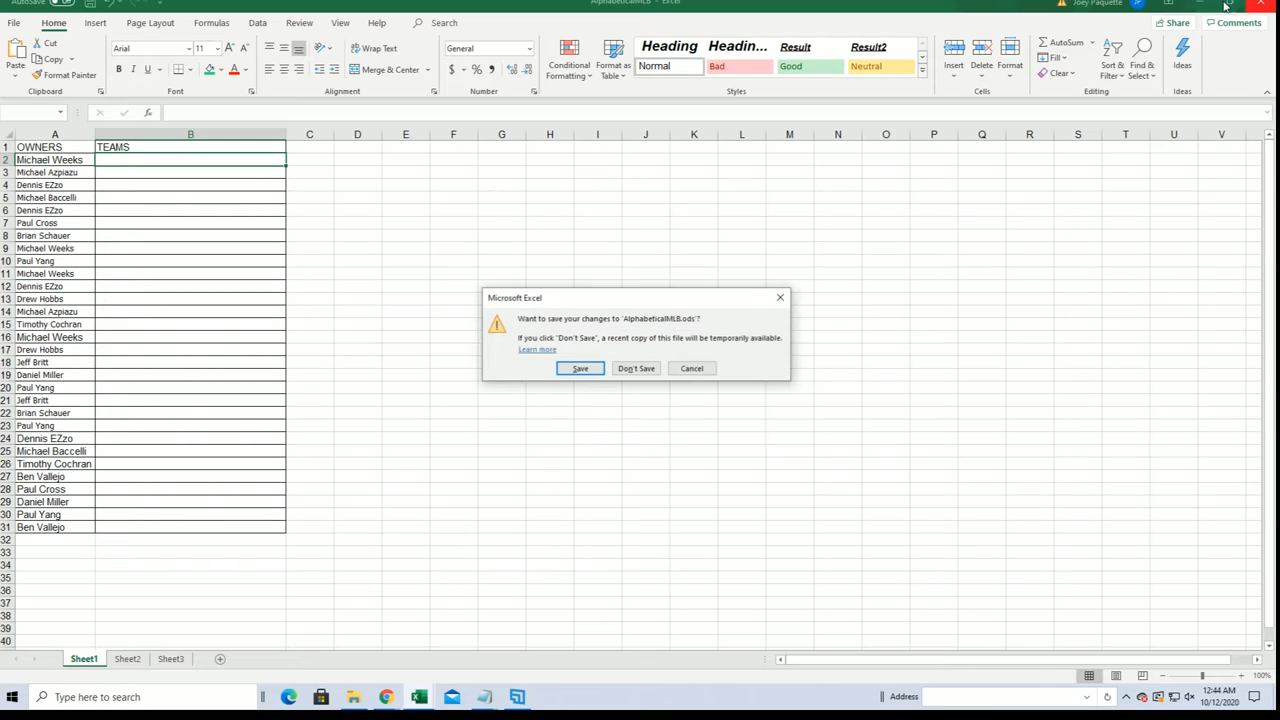 AutoSave
AlphabeticalMLB - Excel
Joey Paquette
JP
File Home Insert Page Layout Formulas Data Review View Help Search Share Comments
Paste Cut Copy Format Painter Clipboard
Arial 11 A A B I U A Font
Wrap Text Merge & Center Alignment
General $ % , Number
Conditional Formatting Format as Table
Heading Headin... Result Result2
Normal Bad Good Neutral
Styles
Insert Delete Format Cells
AutoSum Fill Clear Sort & Filter Find & Select Editing
Ideas Ideas
fx
A B C D E F G H I J K L M N O P Q R S T U V
1 OWNERS TEAMS
2 Michael Weeks
3 Michael Azpiazu
4 Dennis EZzo
5 Michael Baccelli
6 Dennis EZzo
7 Paul Cross
8 Brian Schauer
9 Michael Weeks
10 Paul Yang
11 Michael Weeks
12 Dennis EZzo
13 Drew Hobbs
14 Michael Azpiazu
15 Timothy Cochran
16 Michael Weeks
17 Drew Hobbs
18 Jeff Britt
19 Daniel Miller
20 Paul Yang
21 Jeff Britt
22 Brian Schauer
23 Paul Yang
24 Dennis EZzo
25 Michael Baccelli
26 Timothy Cochran
27 Ben Vallejo
28 Paul Cross
29 Daniel Miller
30 Paul Yang
31 Ben Vallejo
32
33
34
35
36
37
38
39
40
Microsoft Excel
Want to save your changes to 'AlphabeticalMLB.ods'?
If you click "Don't Save", a recent copy of this file will be temporarily available.
Learn more
Save Don't Save Cancel
Sheet1 Sheet2 Sheet3
100%
Type here to search
Address
12:44 AM
10/12/2020